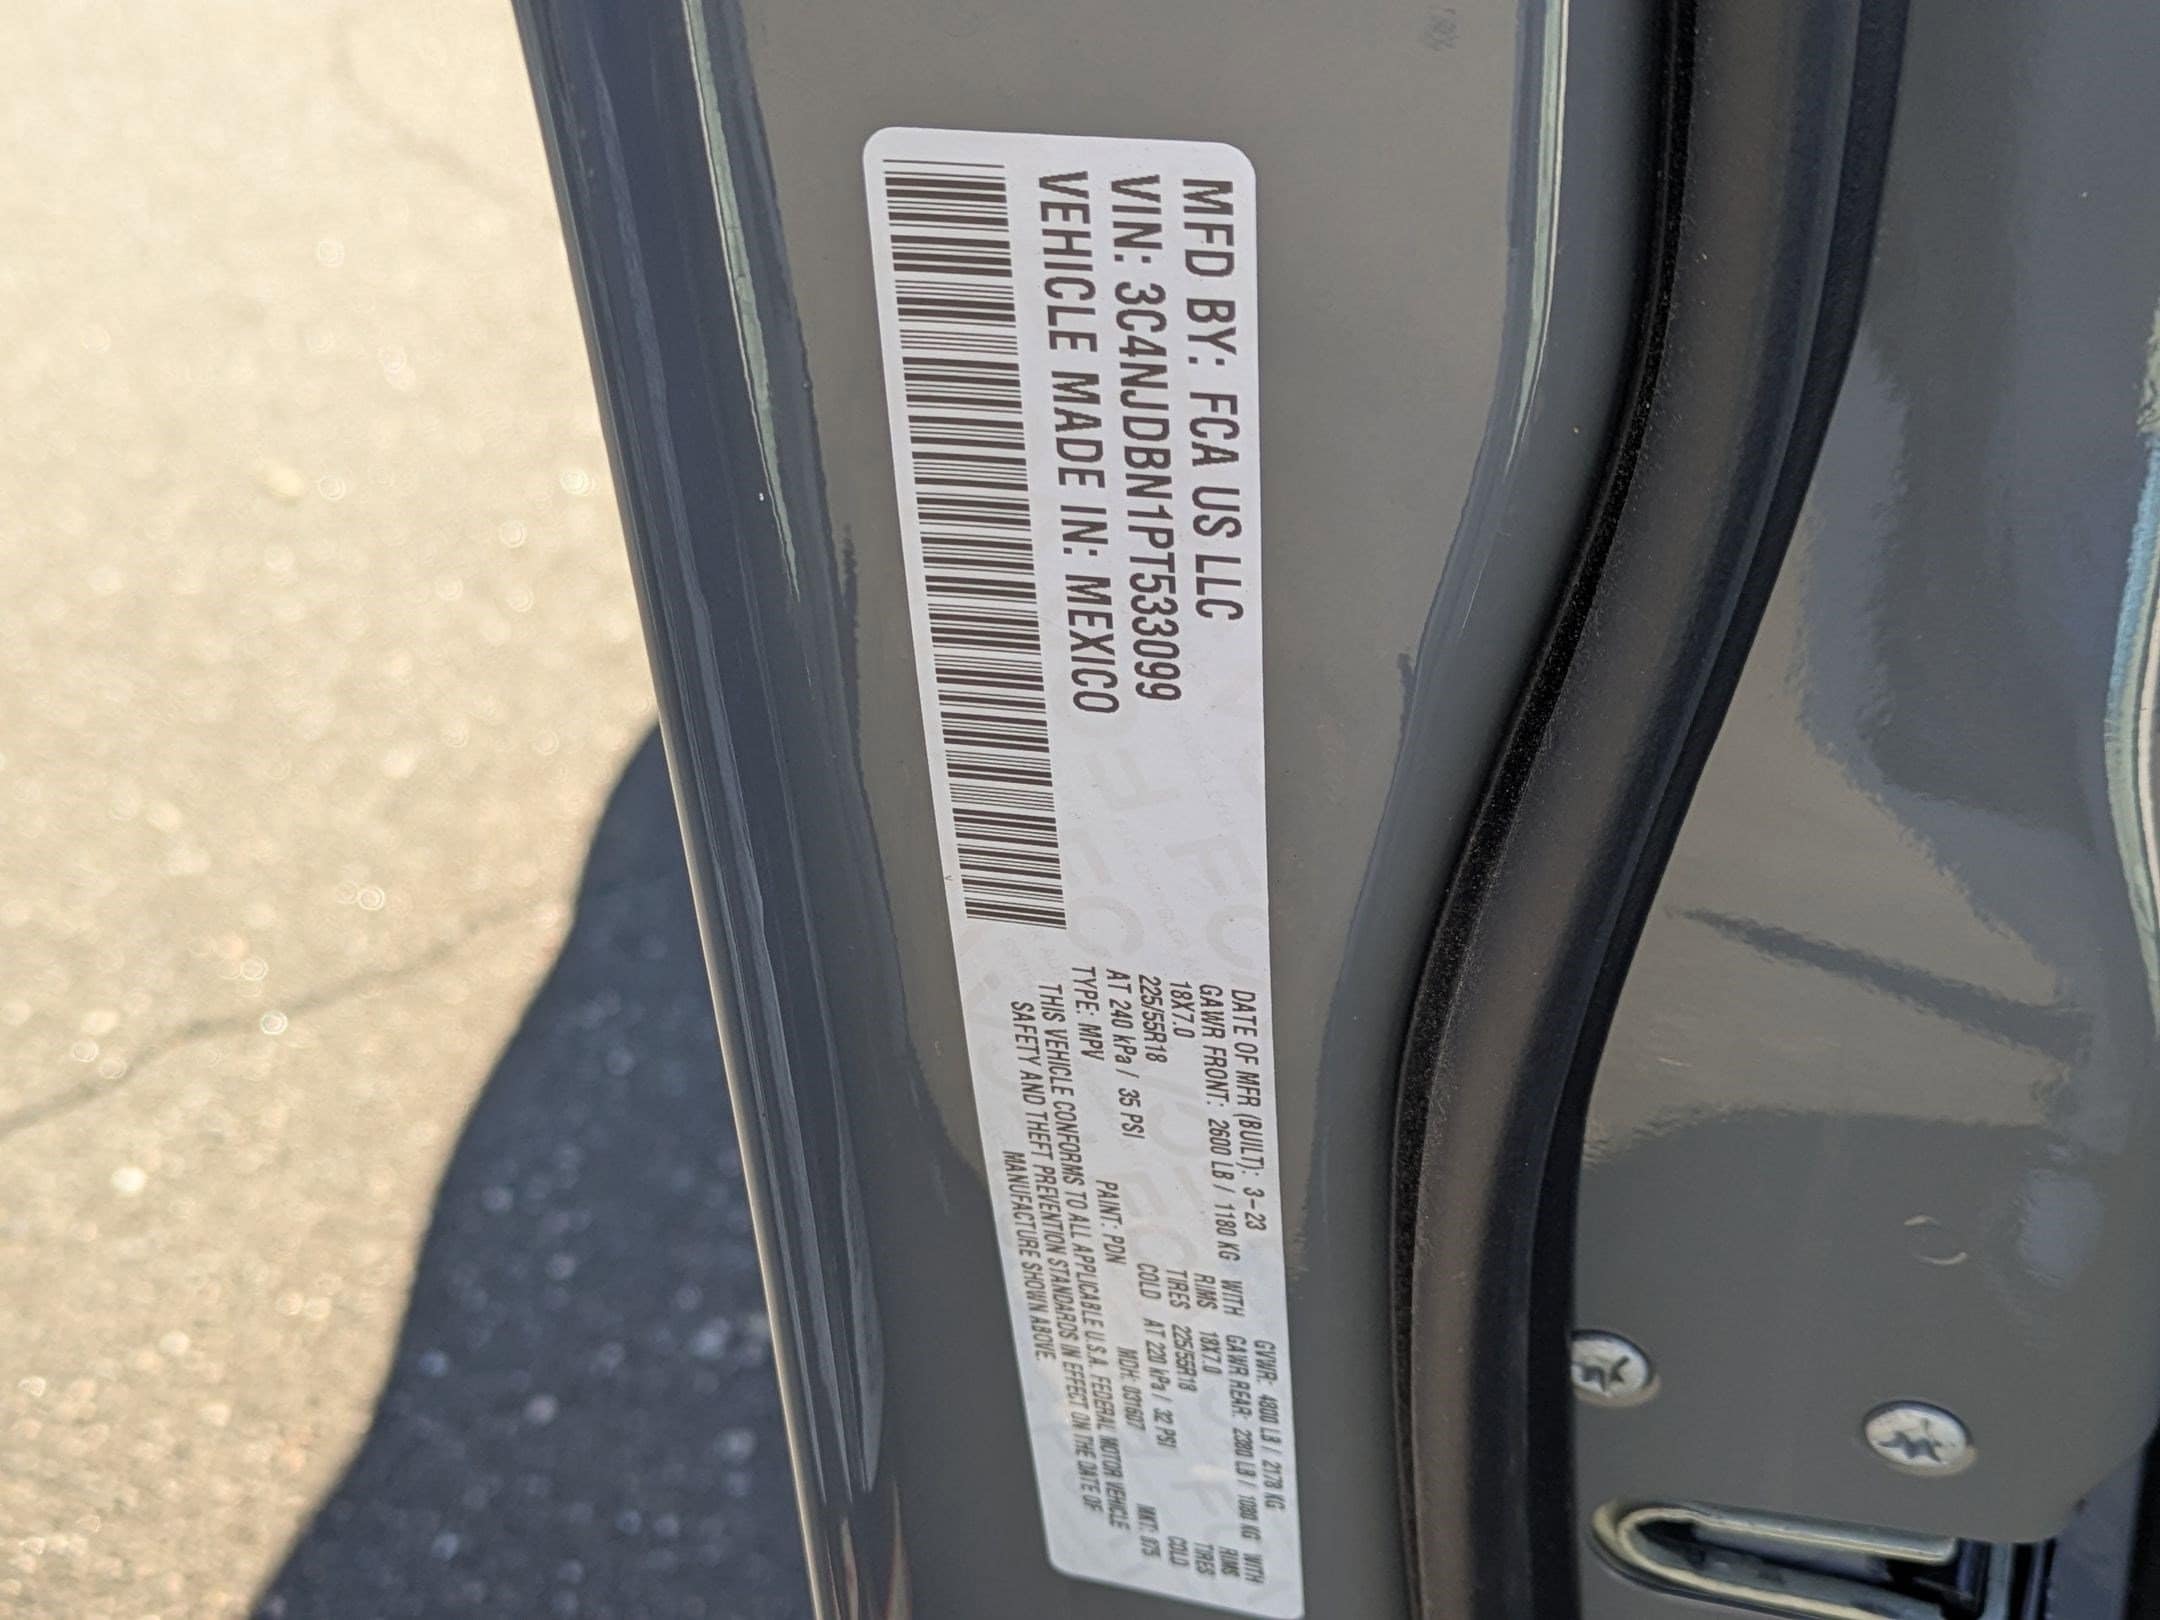 MFD BY: FCA US LLC
VIN: 3C4NJDBN1PT533099
VEHICLE MADE IN: MEXICO
DATE OF MFR (BUILT): 3-23 GVWR: 4800 LB / 2178 KG
GAWR FRONT: 2600 LB / 1180 KG WITH GAWR REAR: 2380 LB / 1080 KG WITH
18X7.0 RIMS 18X7.0 RIMS
225/55R18 TIRES 225/55R18 TIRES
AT 240 kPa / 35 PSI COLD AT 220 kPa / 32 PSI COLD
TYPE: MPV PAINT: PDN MDH: 031607 MKT: 075
THIS VEHICLE CONFORMS TO ALL APPLICABLE U.S.A. FEDERAL MOTOR VEHICLE
SAFETY AND THEFT PREVENTION STANDARDS IN EFFECT ON THE DATE OF
MANUFACTURE SHOWN ABOVE